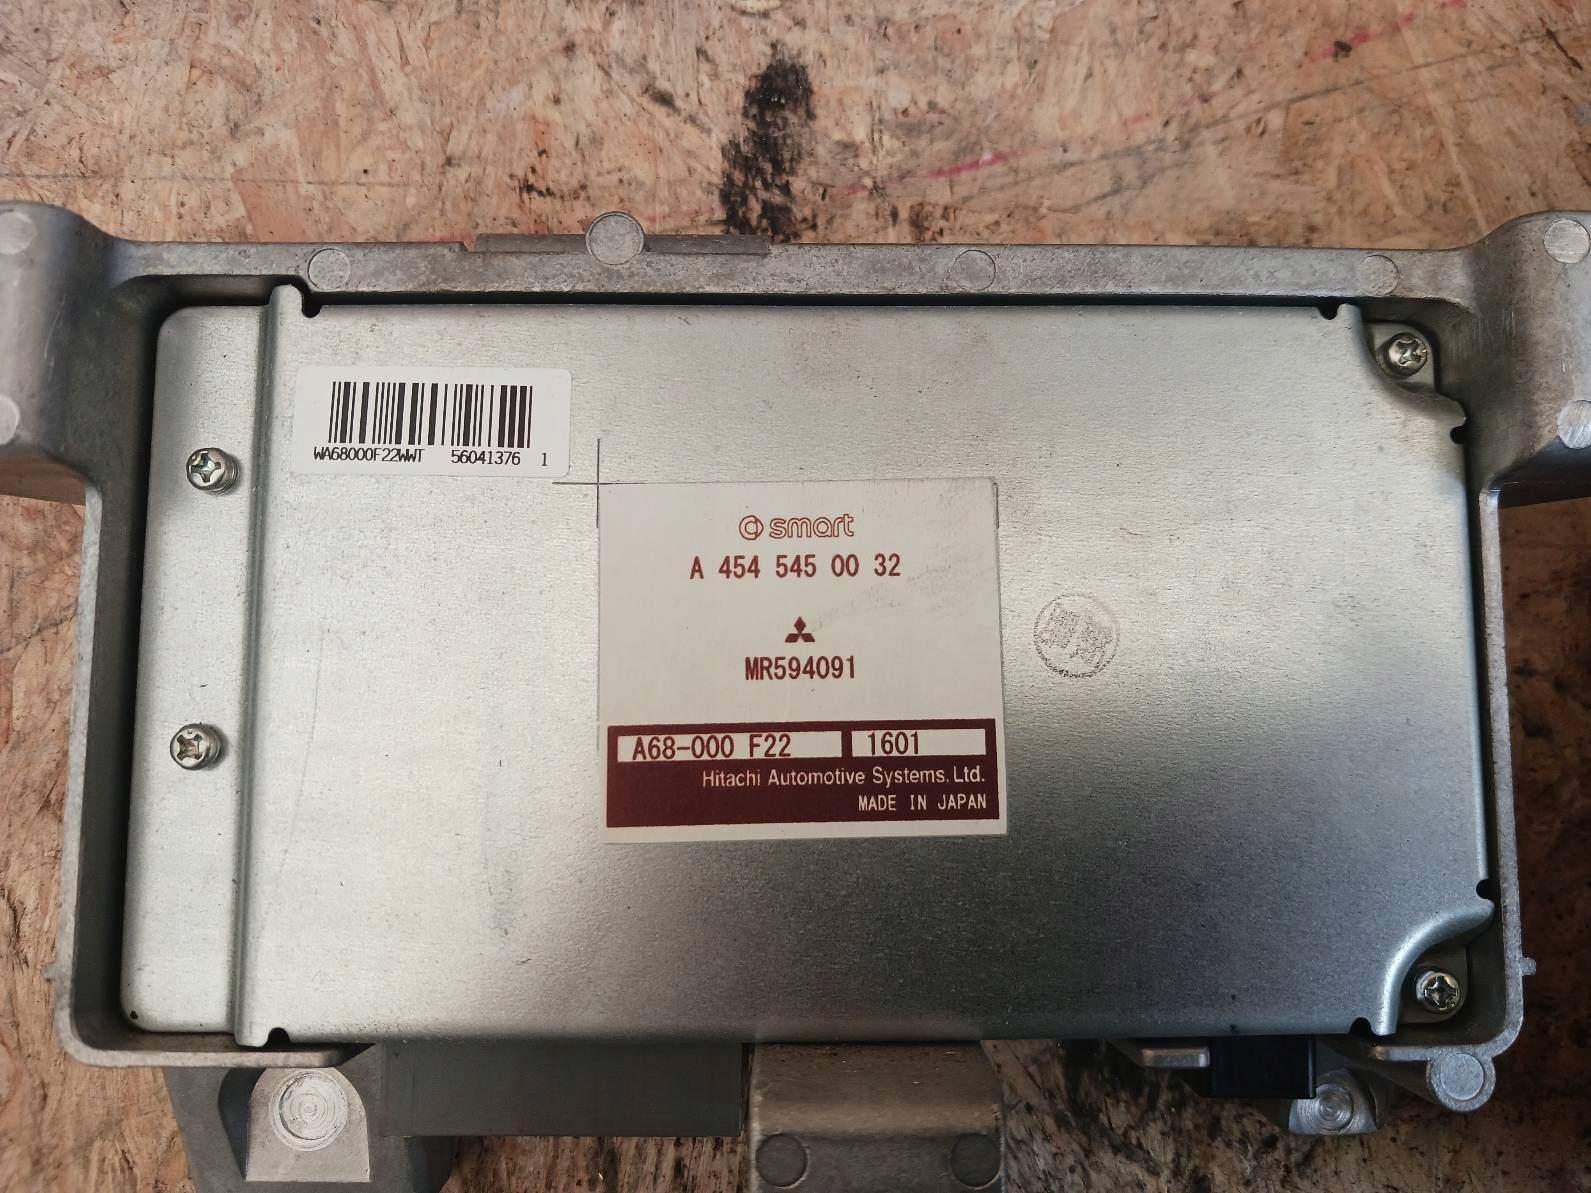 WA68000F22WWT 56041376 1
smart
A 454 545 00 32
MR594091
A68-000 F22 1601
Hitachi Automotive Systems, Ltd.
MADE IN JAPAN